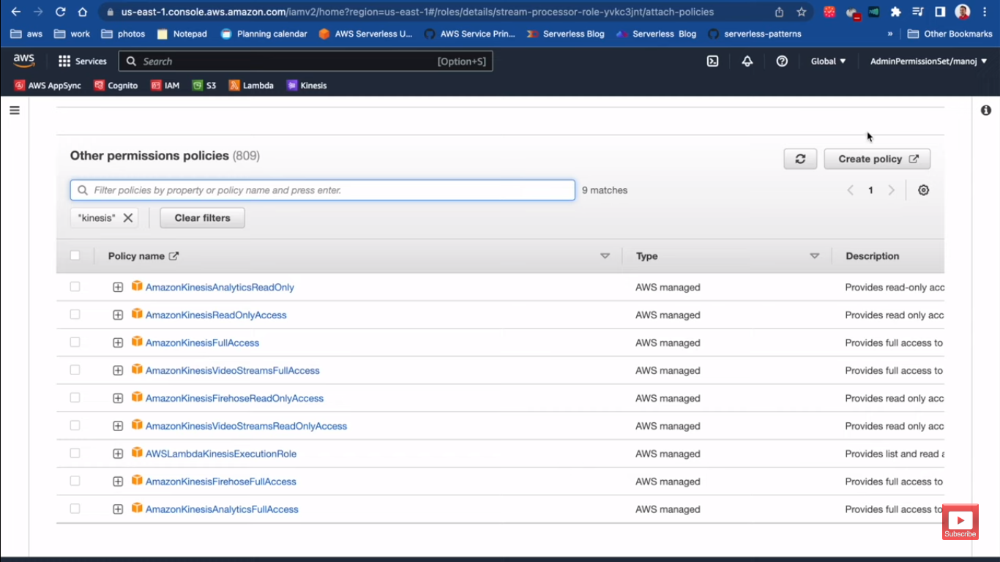 us-east-1.console.aws.amazon.com/iamv2/home?region=us-east-1#/roles/details/stream-processor-role-yvkc3jnt/attach-policies
aws work photos Notepad Planning calendar AWS Serverless U... AWS Service Prin... Serverless Blog Serverless Blog serverless-patterns » Other Bookmarks
aws Services Search [Option+S] Global AdminPermissionSet/manoj
AWS AppSync Cognito IAM S3 Lambda Kinesis
Other permissions policies (809) Create policy
Filter policies by property or policy name and press enter. 9 matches 1
"kinesis" Clear filters
Policy name Type Description
AmazonKinesisAnalyticsReadOnly AWS managed Provides read-only acc
AmazonKinesisReadOnlyAccess AWS managed Provides read only acc
AmazonKinesisFullAccess AWS managed Provides full access to
AmazonKinesisVideoStreamsFullAccess AWS managed Provides full access to
AmazonKinesisFirehoseReadOnlyAccess AWS managed Provides read only acc
AmazonKinesisVideoStreamsReadOnlyAccess AWS managed Provides read only acc
AWSLambdaKinesisExecutionRole AWS managed Provides list and read a
AmazonKinesisFirehoseFullAccess AWS managed Provides full access to
AmazonKinesisAnalyticsFullAccess AWS managed Provides full access to
Subscribe